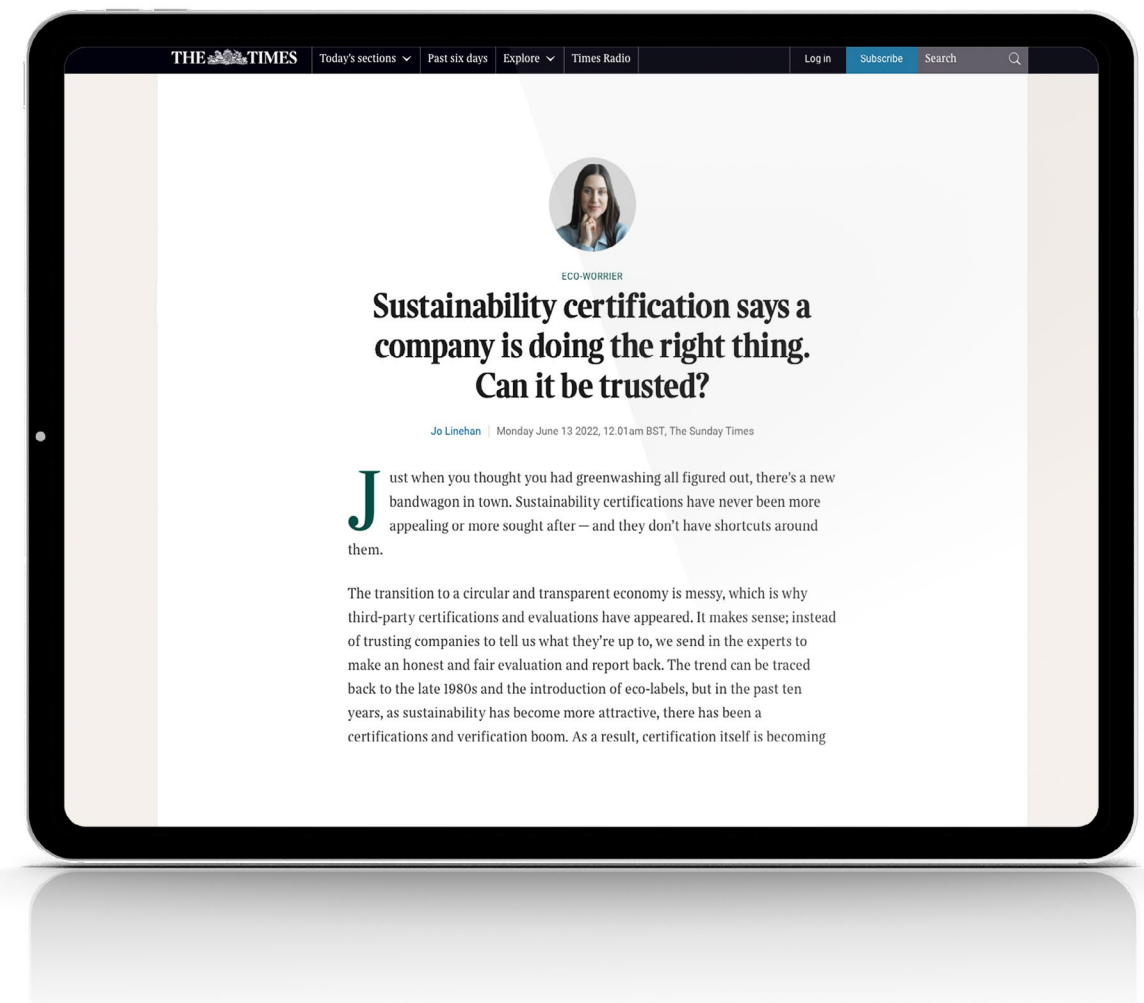 THE TIMES
Today's sections
Past six days
Explore
Times Radio
Log in
Subscribe
Search
ECO-WORRIER
Sustainability certification says a
company is doing the right thing.
Can it be trusted?
Jo Linehan | Monday June 13 2022, 12.01am BST, The Sunday Times
Just when you thought you had greenwashing all figured out, there's a new
bandwagon in town. Sustainability certifications have never been more
appealing or more sought after — and they don't have shortcuts around
them.
The transition to a circular and transparent economy is messy, which is why
third-party certifications and evaluations have appeared. It makes sense; instead
of trusting companies to tell us what they're up to, we send in the experts to
make an honest and fair evaluation and report back. The trend can be traced
back to the late 1980s and the introduction of eco-labels, but in the past ten
years, as sustainability has become more attractive, there has been a
certifications and verification boom. As a result, certification itself is becoming